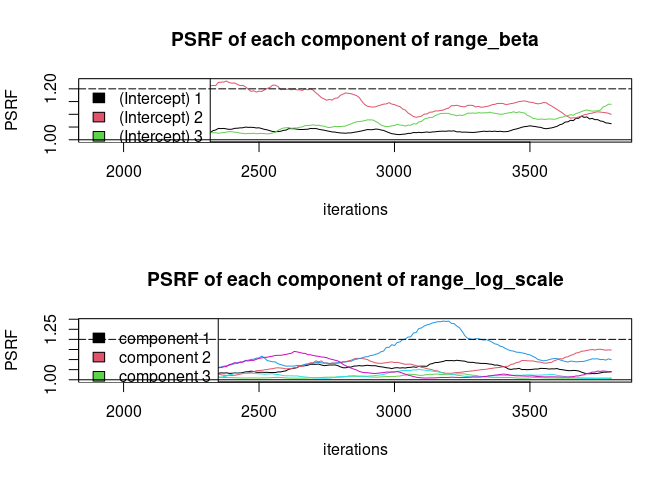 PSRF of each component of range_beta
PSRF
1.00 1.20
(Intercept) 1
(Intercept) 2
(Intercept) 3
2000 2500 3000 3500
iterations
PSRF of each component of range_log_scale
PSRF
1.00 1.25
component 1
component 2
component 3
2000 2500 3000 3500
iterations